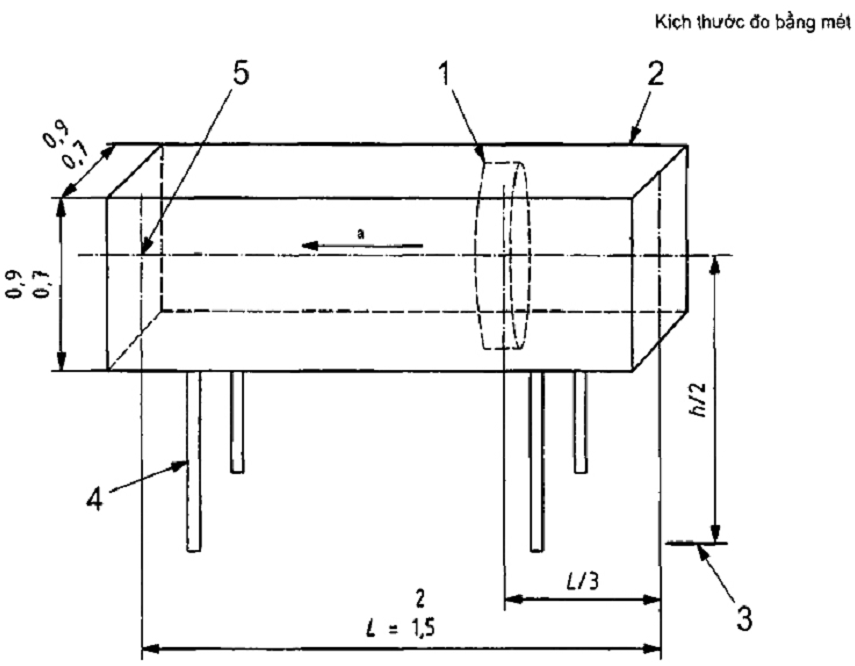 Kích thước đo bằng mét
5
1
2
0,9
0,7
a
0,9
0,7
h/2
4
L/3
2
L = 1,5
3